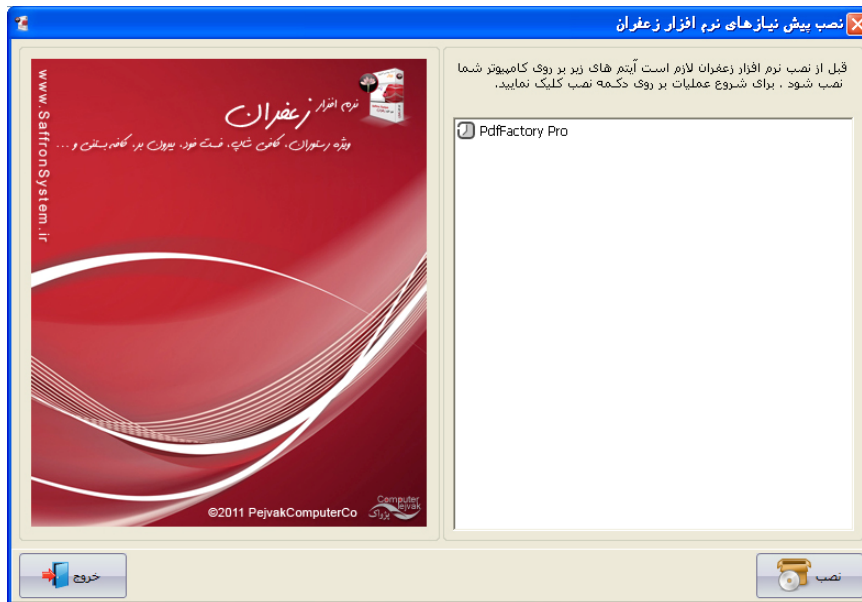 نصب پیش نیازهای نرم افزار زعفران
قبل از نصب نرم افزار زعفران لازم است آیتم های زیر بر روی کامپیوتر شما
نصب شود . برای شروع عملیات بر روی دکمه نصب کلیک نمایید.
PdfFactory Pro
نرم افزار زعفران
ویژه رستوران، کافی شاپ، فست فود، بیرون بر، کافه بستنی و ...
www.SaffronSystem.ir
©2011 PejvakComputerCo
Computer
Pejvak
پژواک
نصب
خروج